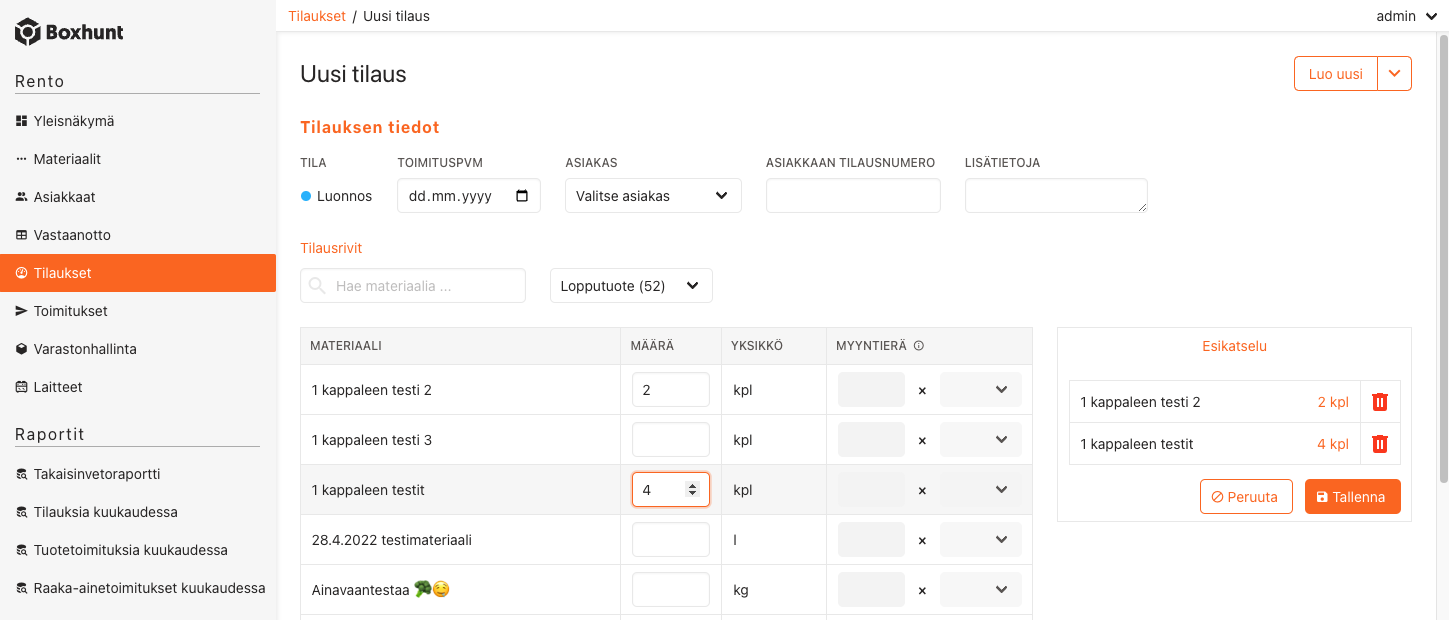 Boxhunt
Rento
Yleisnäkymä
Materiaalit
Asiakkaat
Vastaanotto
Tilaukset
Toimitukset
Varastonhallinta
Laitteet
Raportit
Takaisinvetoraportti
Tilauksia kuukaudessa
Tuotetoimituksia kuukaudessa
Raaka-ainetoimitukset kuukaudessa
Tilaukset / Uusi tilaus
admin
Uusi tilaus
Luo uusi
Tilauksen tiedot
TILA TOIMITUSPVM ASIAKAS ASIAKKAAN TILAUSNUMERO LISÄTIETOJA
Luonnos dd.mm.yyyy Valitse asiakas
Tilausrivit
Hae materiaalia ... Lopputuote (52)
MATERIAALI MÄÄRÄ YKSIKKÖ MYYNTIERÄ
1 kappaleen testi 2 2 kpl ×
1 kappaleen testi 3 kpl ×
1 kappaleen testit 4 kpl ×
28.4.2022 testimateriaali l ×
Ainavaantestaa 🥦🤤 kg ×
Esikatselu
1 kappaleen testi 2 2 kpl
1 kappaleen testit 4 kpl
Peruuta Tallenna